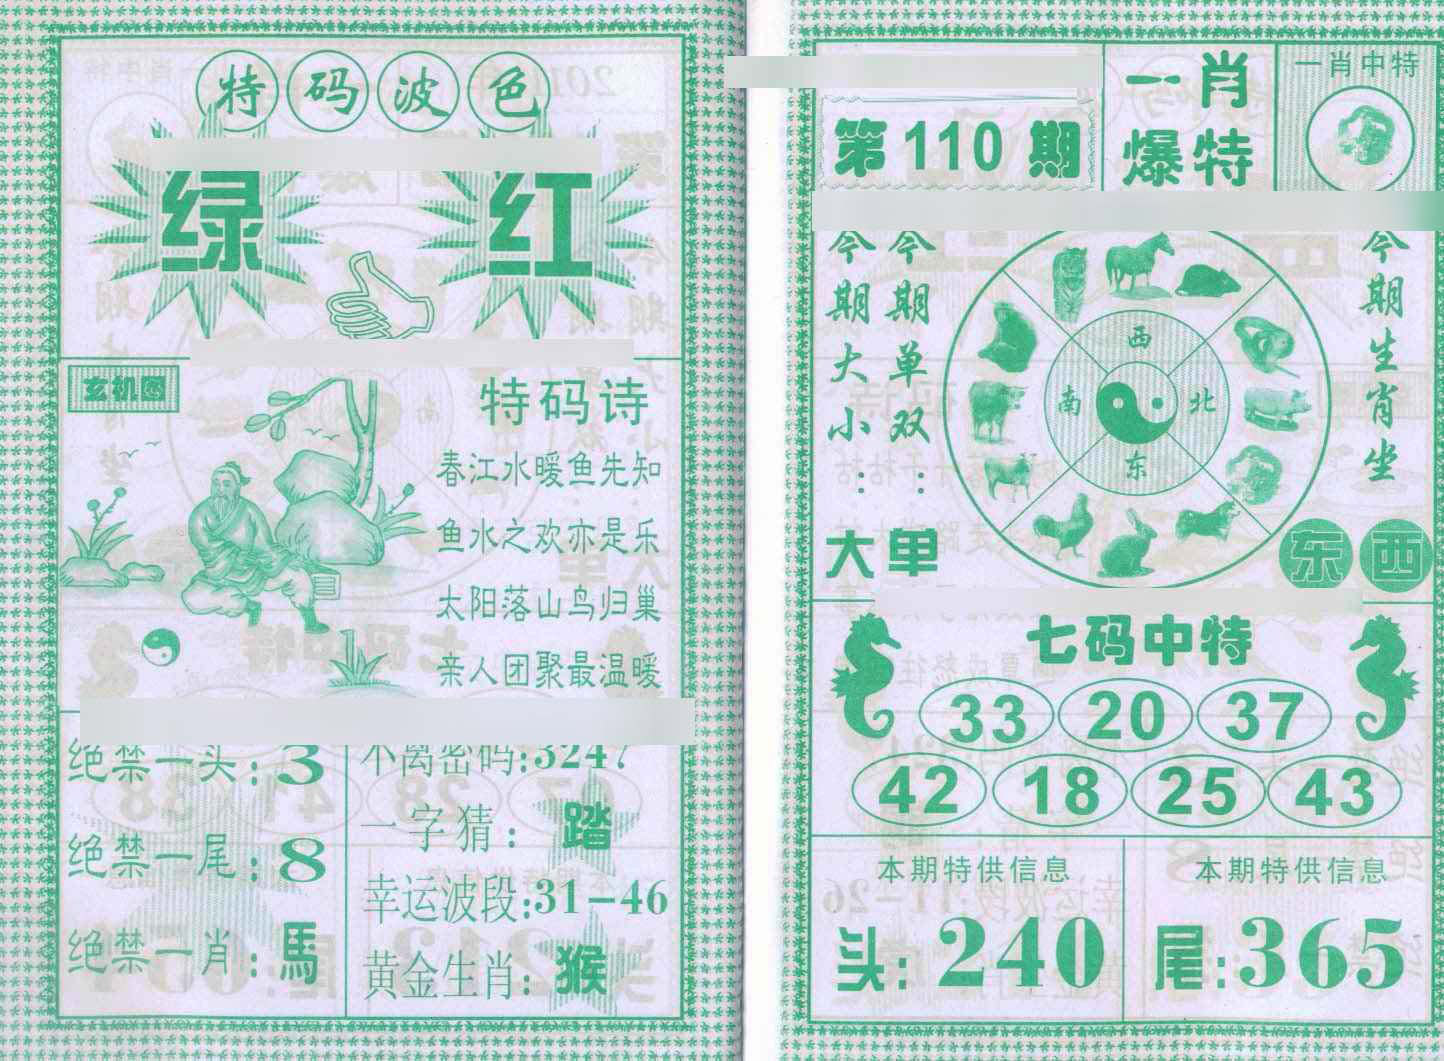 特码波色
绿 红
玄机图
特码诗
春江水暖鱼先知
鱼水之欢亦是乐
太阳落山鸟归巢
亲人团聚最温暖
绝禁一头:3
绝禁一尾:8
绝禁一肖:馬
不离密码:3247
一字猜:踏
幸运波段:31-46
黄金生肖:猴
第110期
一肖
爆特
一肖中特
今期大小:大
今期单双:单
西
南 北
东
今期生肖坐
东西
七码中特
33 20 37
42 18 25 43
本期特供信息
头:240
本期特供信息
尾:365